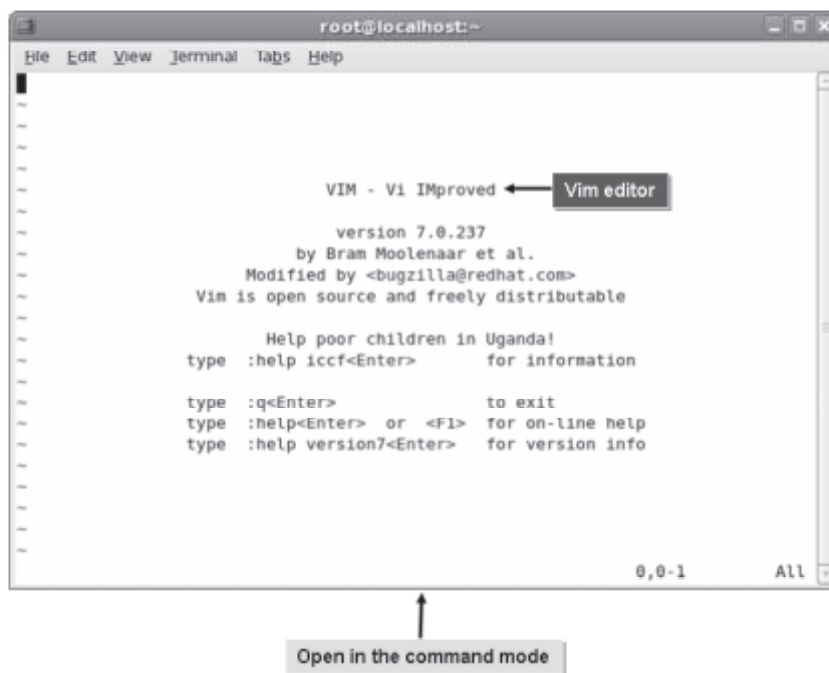 root@localhost:~
File Edit View Terminal Tabs Help
~
~
~
~
~ VIM - Vi IMproved Vim editor
~
~ version 7.0.237
~ by Bram Moolenaar et al.
~ Modified by <bugzilla@redhat.com>
~ Vim is open source and freely distributable
~
~ Help poor children in Uganda!
~ type :help iccf<Enter> for information
~
~ type :q<Enter> to exit
~ type :help<Enter> or <F1> for on-line help
~ type :help version7<Enter> for version info
~
~
~
~
~
0,0-1 All
Open in the command mode